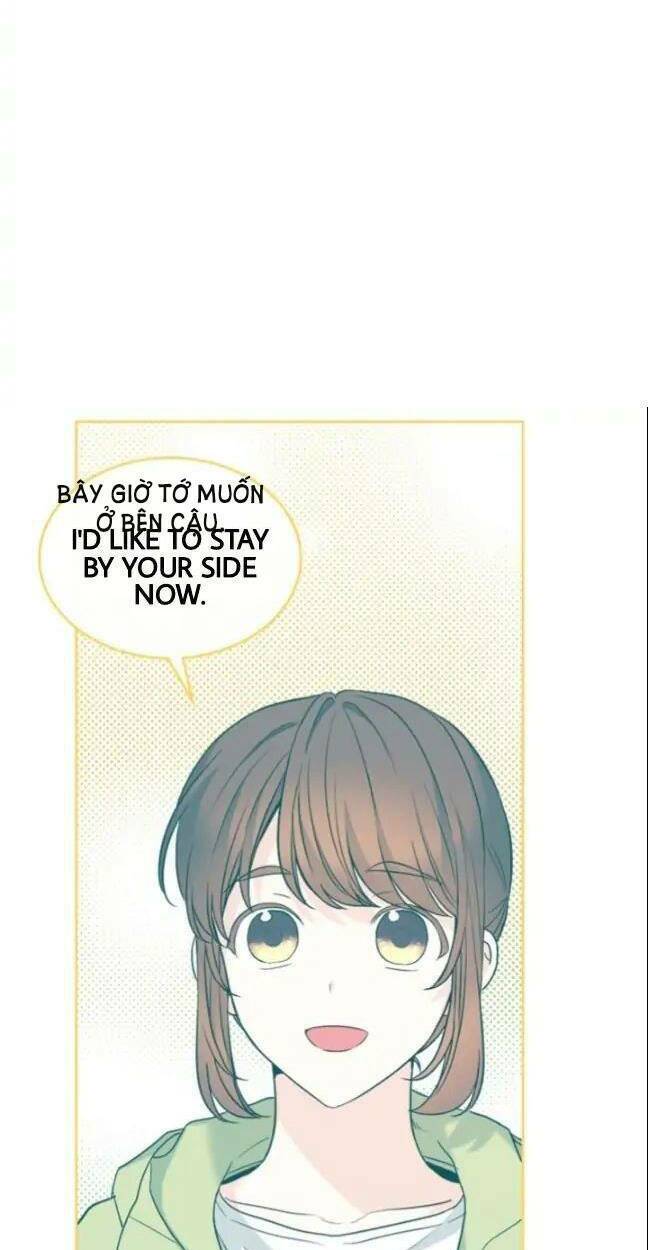 BÂY GIỜ TỚ MUỐN
Ở BÊN CẬU.
I'D LIKE TO STAY
BY YOUR SIDE
NOW.